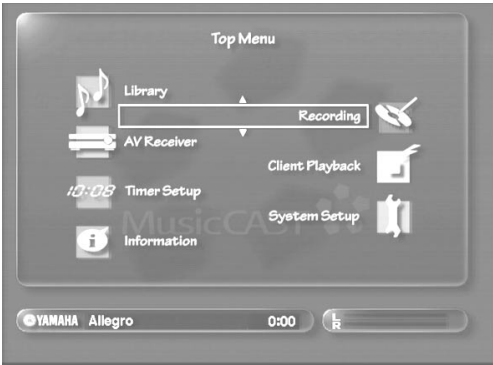 Top Menu
Library
Recording
AV Receiver
Client Playback
10:08 Timer Setup
System Setup
MusicCAST
i Information
YAMAHA Allegro 0:00 L
R